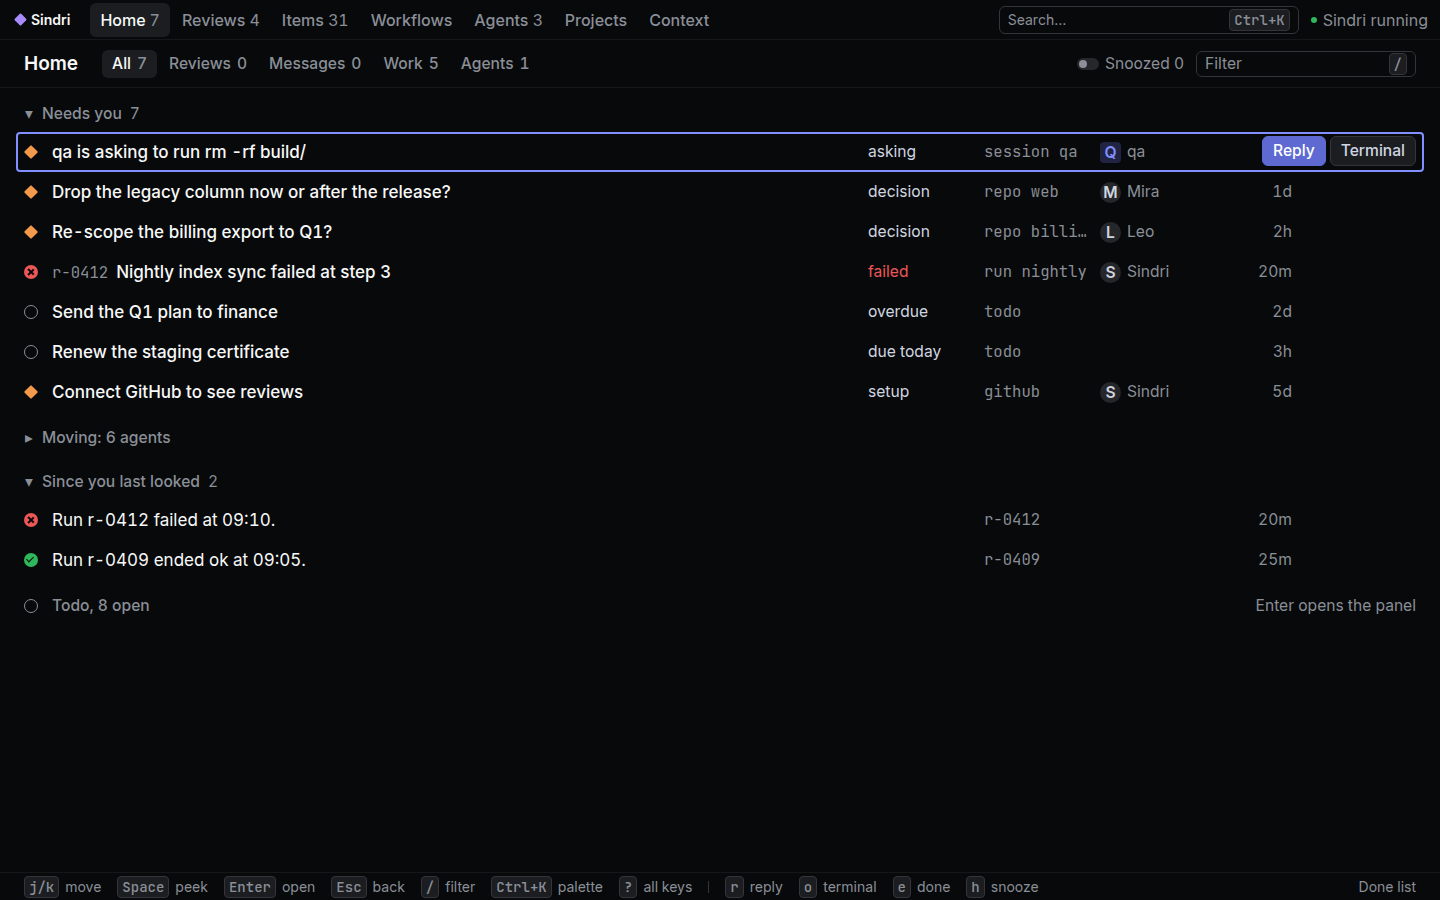 Sindri Home 7 Reviews 4 Items 31 Workflows Agents 3 Projects Context Search... Ctrl+K Sindri running
Home All 7 Reviews 0 Messages 0 Work 5 Agents 1 Snoozed 0 Filter /
Needs you 7
qa is asking to run rm -rf build/ asking session qa Q qa Reply Terminal
Drop the legacy column now or after the release? decision repo web M Mira 1d
Re-scope the billing export to Q1? decision repo billi… L Leo 2h
r-0412 Nightly index sync failed at step 3 failed run nightly S Sindri 20m
Send the Q1 plan to finance overdue todo 2d
Renew the staging certificate due today todo 3h
Connect GitHub to see reviews setup github S Sindri 5d
Moving: 6 agents
Since you last looked 2
Run r-0412 failed at 09:10. r-0412 20m
Run r-0409 ended ok at 09:05. r-0409 25m
Todo, 8 open Enter opens the panel
j/k move Space peek Enter open Esc back / filter Ctrl+K palette ? all keys r reply o terminal e done h snooze Done list